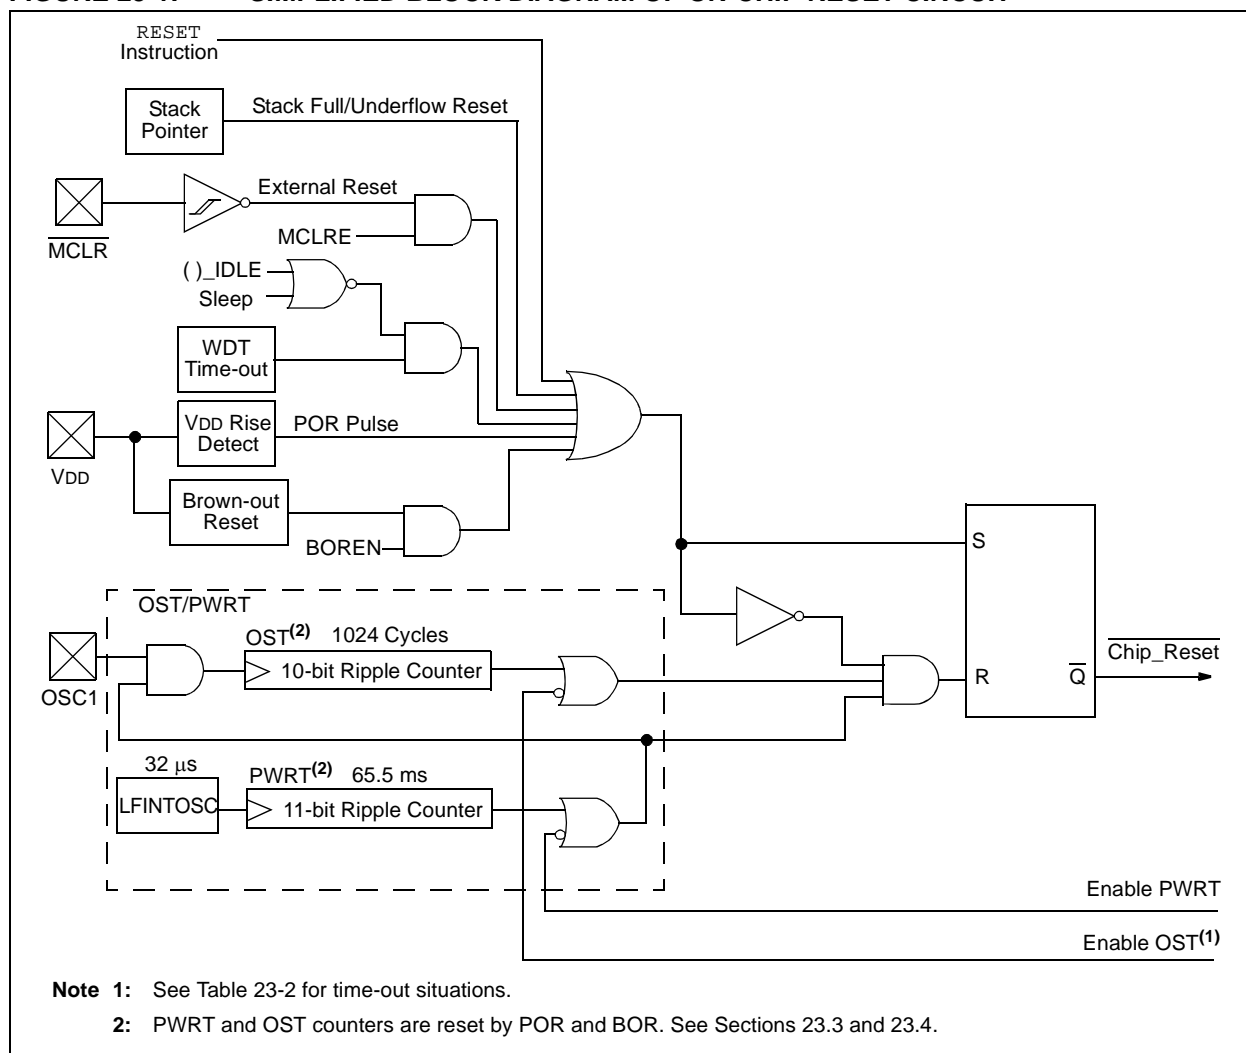 RESET
Instruction
Stack
Pointer
Stack Full/Underflow Reset
External Reset
MCLR
MCLRE
( )_IDLE
Sleep
WDT
Time-out
VDD
VDD Rise
Detect
POR Pulse
Brown-out
Reset
BOREN
S
OST/PWRT
OST(2) 1024 Cycles
10-bit Ripple Counter
OSC1
R
Q
Chip_Reset
32 μs
LFINTOSC
PWRT(2) 65.5 ms
11-bit Ripple Counter
Enable PWRT
Enable OST(1)
Note 1: See Table 23-2 for time-out situations.
2: PWRT and OST counters are reset by POR and BOR. See Sections 23.3 and 23.4.